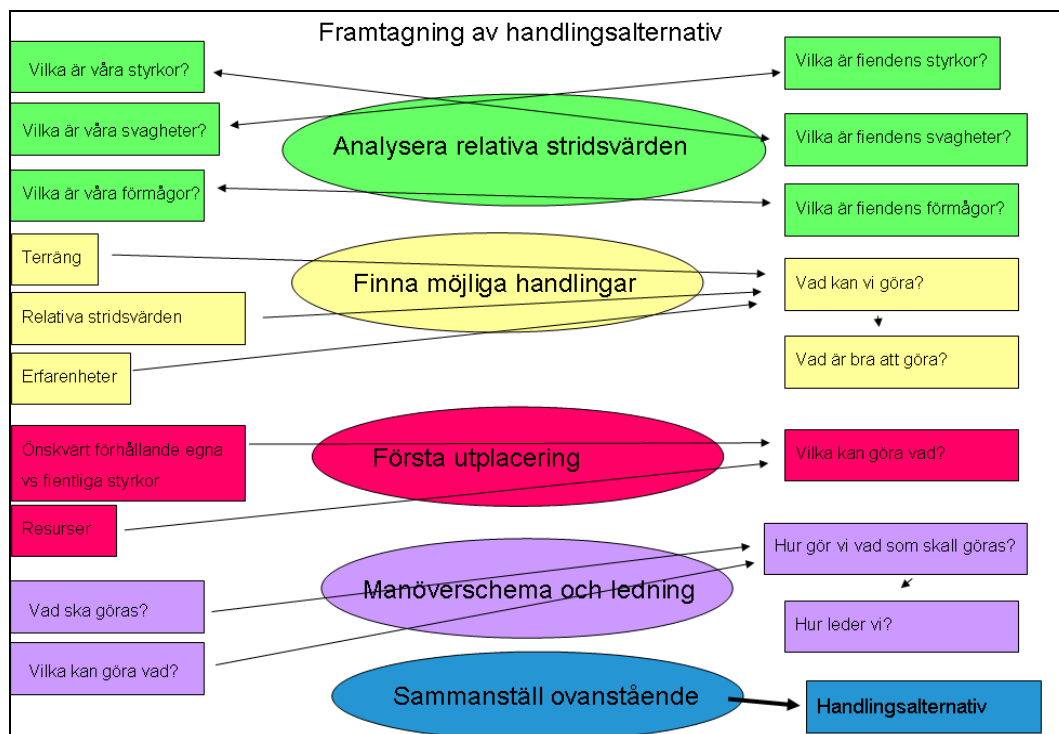 Framtagning av handlingsalternativ
Vilka är våra styrkor?
Vilka är fiendens styrkor?
Vilka är våra svagheter?
Analysera relativa stridsvärden
Vilka är fiendens svagheter?
Vilka är våra förmågor?
Vilka är fiendens förmågor?
Terräng
Finna möjliga handlingar
Vad kan vi göra?
Relativa stridsvärden
Erfarenheter
Vad är bra att göra?
Önskvärt förhållande egna
vs fientliga styrkor
Första utplacering
Vilka kan göra vad?
Resurser
Hur gör vi vad som skall göras?
Manöverschema och ledning
Vad ska göras?
Hur leder vi?
Vilka kan göra vad?
Sammanställ ovanstående
Handlingsalternativ